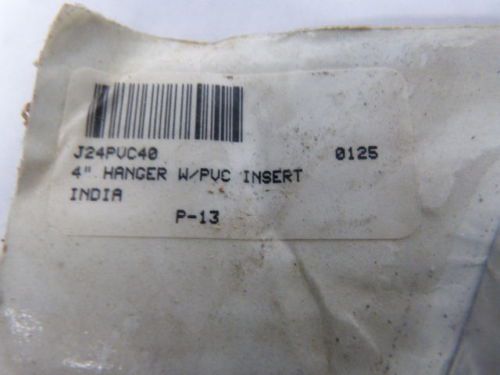 J24PVC40 0125
4" HANGER W/PVC INSERT
INDIA
P-13